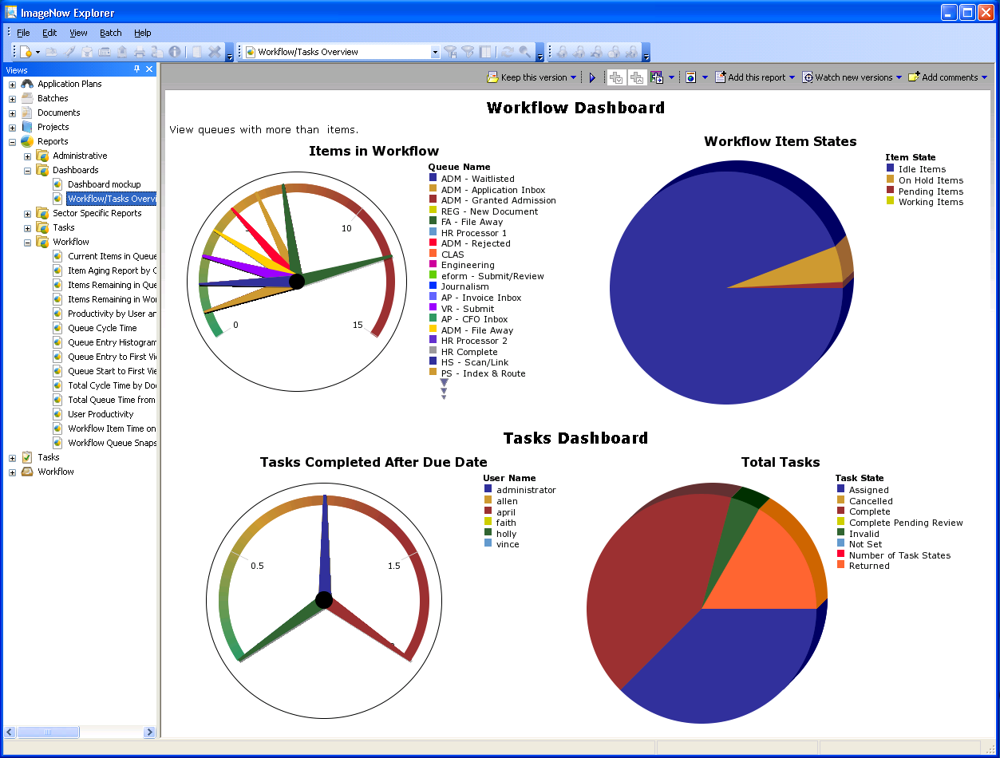 ImageNow Explorer
File Edit View Batch Help
Workflow/Tasks Overview
Views
Application Plans
Batches
Documents
Projects
Reports
Administrative
Dashboards
Dashboard mockup
Workflow/Tasks Overvi
Sector Specific Reports
Tasks
Workflow
Current Items in Queue
Item Aging Report by
Items Remaining in Que
Items Remaining in Wor
Productivity by User an
Queue Cycle Time
Queue Entry Histogram
Queue Entry to First Vie
Queue Start to First Vie
Total Cycle Time by Do
Total Queue Time from
User Productivity
Workflow Item Time on
Workflow Queue Snaps
Tasks
Workflow
Keep this version Add this report Watch new versions Add comments
Workflow Dashboard
View queues with more than items.
Items in Workflow
0
10
15
Queue Name
ADM - Waitlisted
ADM - Application Inbox
ADM - Granted Admission
REG - New Document
FA - File Away
HR Processor 1
ADM - Rejected
CLAS
Engineering
eform - Submit/Review
Journalism
AP - Invoice Inbox
VR - Submit
AP - CFO Inbox
ADM - File Away
HR Processor 2
HR Complete
HS - Scan/Link
PS - Index & Route
Workflow Item States
Item State
Idle Items
On Hold Items
Pending Items
Working Items
Tasks Dashboard
Tasks Completed After Due Date
0.5
1.5
User Name
administrator
allen
april
faith
holly
vince
Total Tasks
Task State
Assigned
Cancelled
Complete
Complete Pending Review
Invalid
Not Set
Number of Task States
Returned